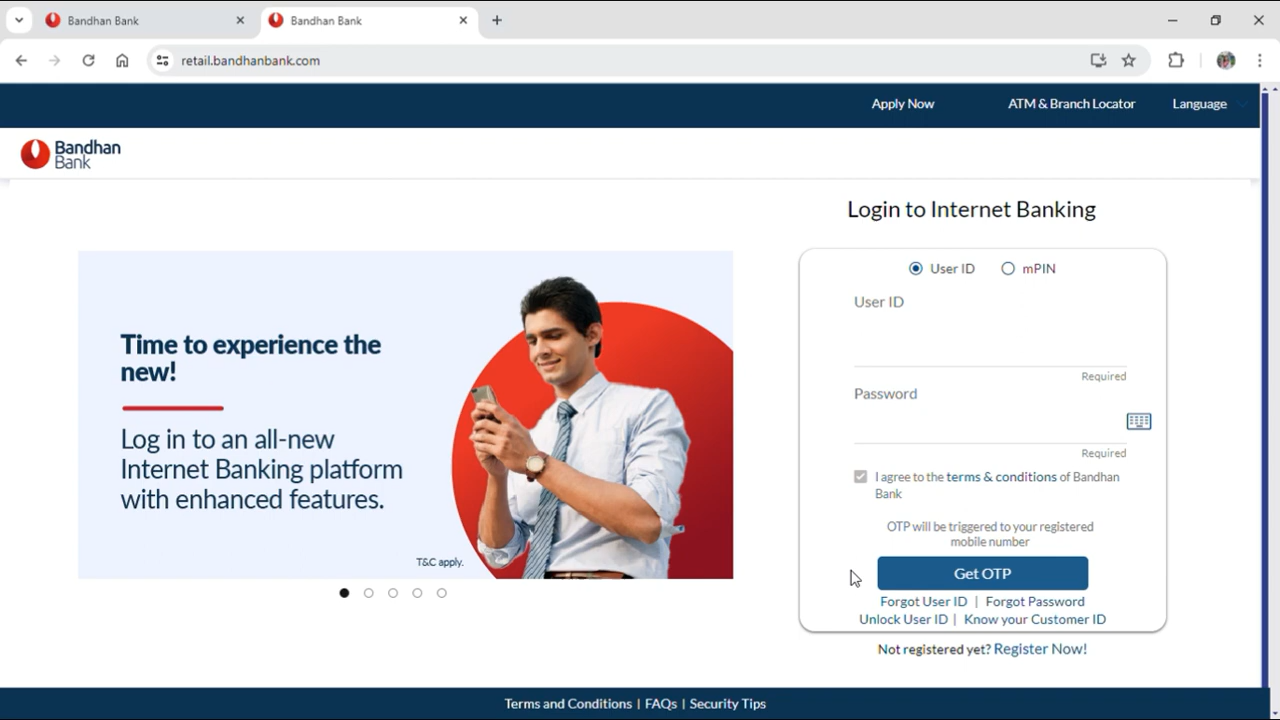 Bandhan Bank
Bandhan Bank
retail.bandhanbank.com
Apply Now
ATM & Branch Locator
Language
Bandhan
Bank
Login to Internet Banking
Time to experience the
new!
Log in to an all-new
Internet Banking platform
with enhanced features.
T&C apply.
User ID
mPIN
User ID
Required
Password
Required
I agree to the terms & conditions of Bandhan
Bank
OTP will be triggered to your registered
mobile number
Get OTP
Forgot User ID | Forgot Password
Unlock User ID | Know your Customer ID
Not registered yet? Register Now!
Terms and Conditions | FAQs | Security Tips